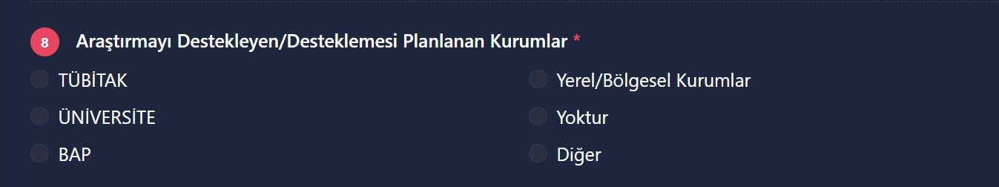 8 Araştırmayı Destekleyen/Desteklemesi Planlanan Kurumlar *
TÜBİTAK
Yerel/Bölgesel Kurumlar
ÜNİVERSİTE
Yoktur
BAP
Diğer